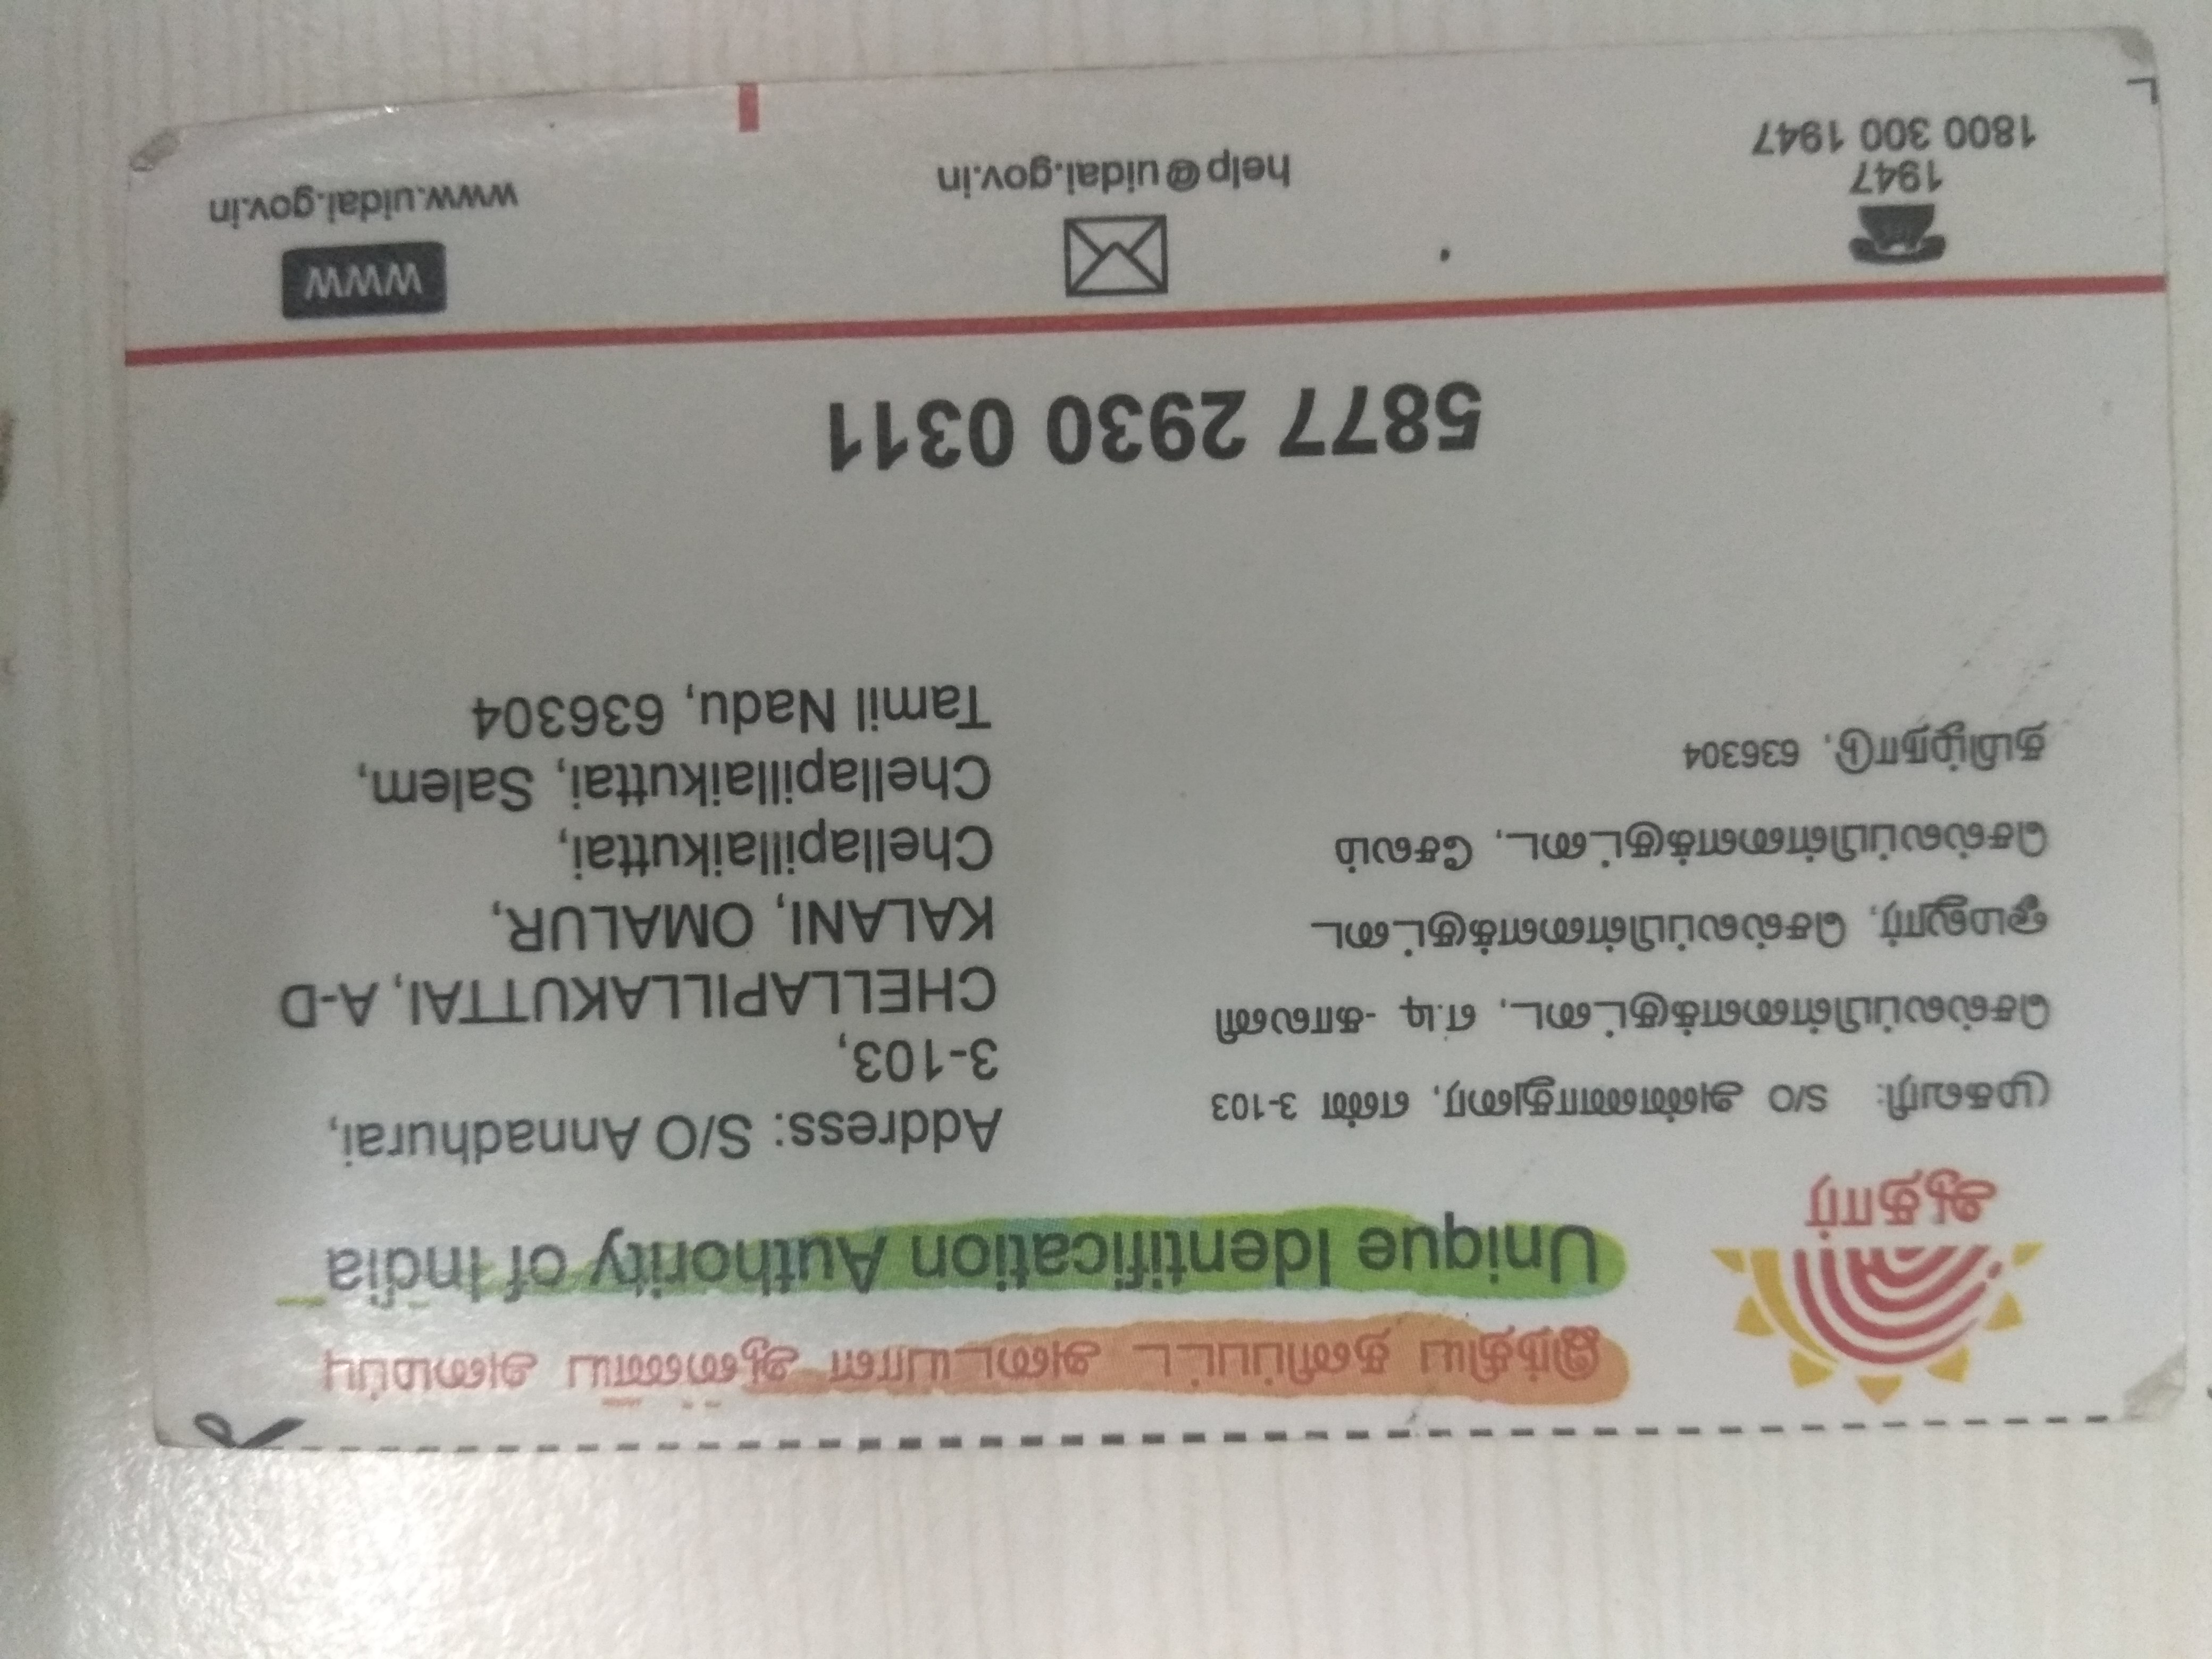 இந்திய தனிப்பட்ட அடையாள ஆணைய அமைப்பு
Unique Identification Authority of India
ஆதார்
முகவரி: S/O அண்ணாதுரை, எண் 3-103
செல்லப்பிள்ளைக்குட்டை, எ.டி -காலனி
ஓமலூர், செல்லப்பிள்ளைக்குட்டை
செல்லப்பிள்ளைக்குட்டை, சேலம்
தமிழ்நாடு, 636304
Address: S/O Annadhurai,
3-103,
CHELLAPILLAKUTTAI, A-D
KALANI, OMALUR,
Chellapillaikuttai,
Chellapillaikuttai, Salem,
Tamil Nadu, 636304
5877 2930 0311
1947
1800 300 1947
help@uidai.gov.in
WWW
www.uidai.gov.in